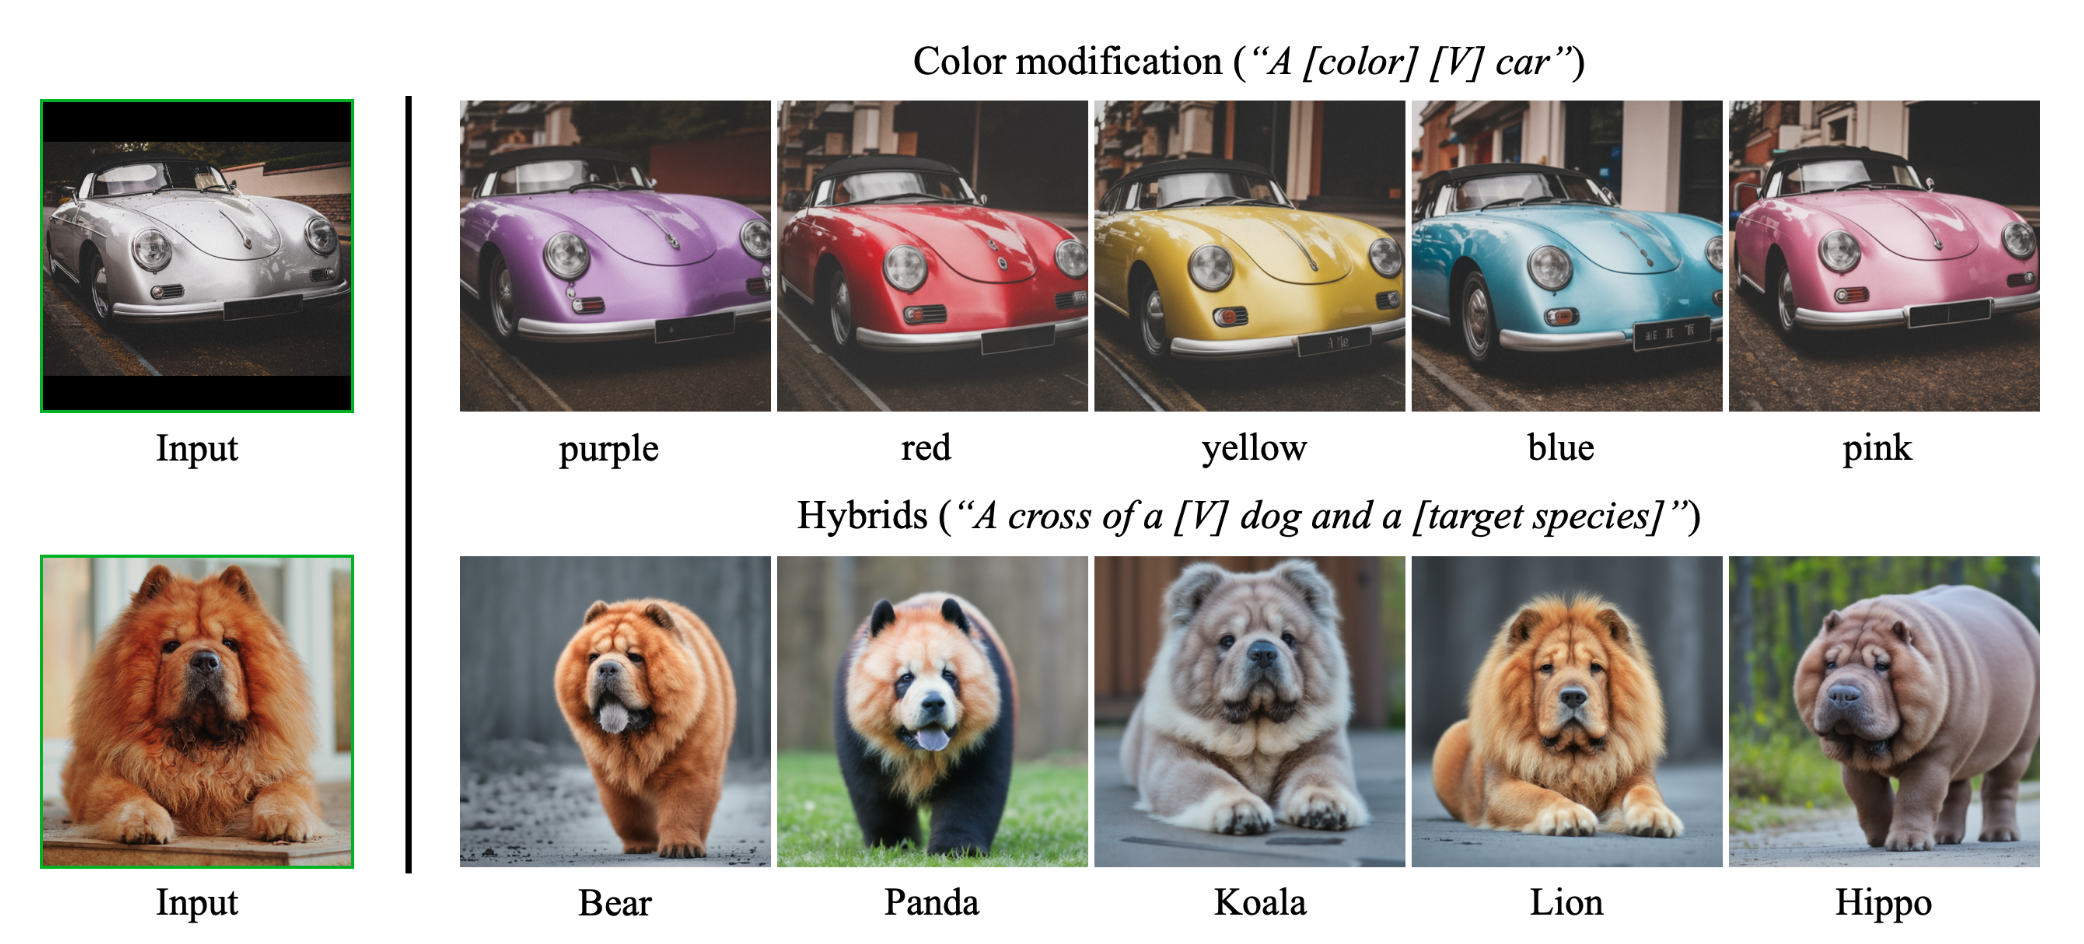 Color modification (“A [color] [V] car”)
Input
purple
red
yellow
blue
pink
Hybrids (“A cross of a [V] dog and a [target species]”)
Input
Bear
Panda
Koala
Lion
Hippo